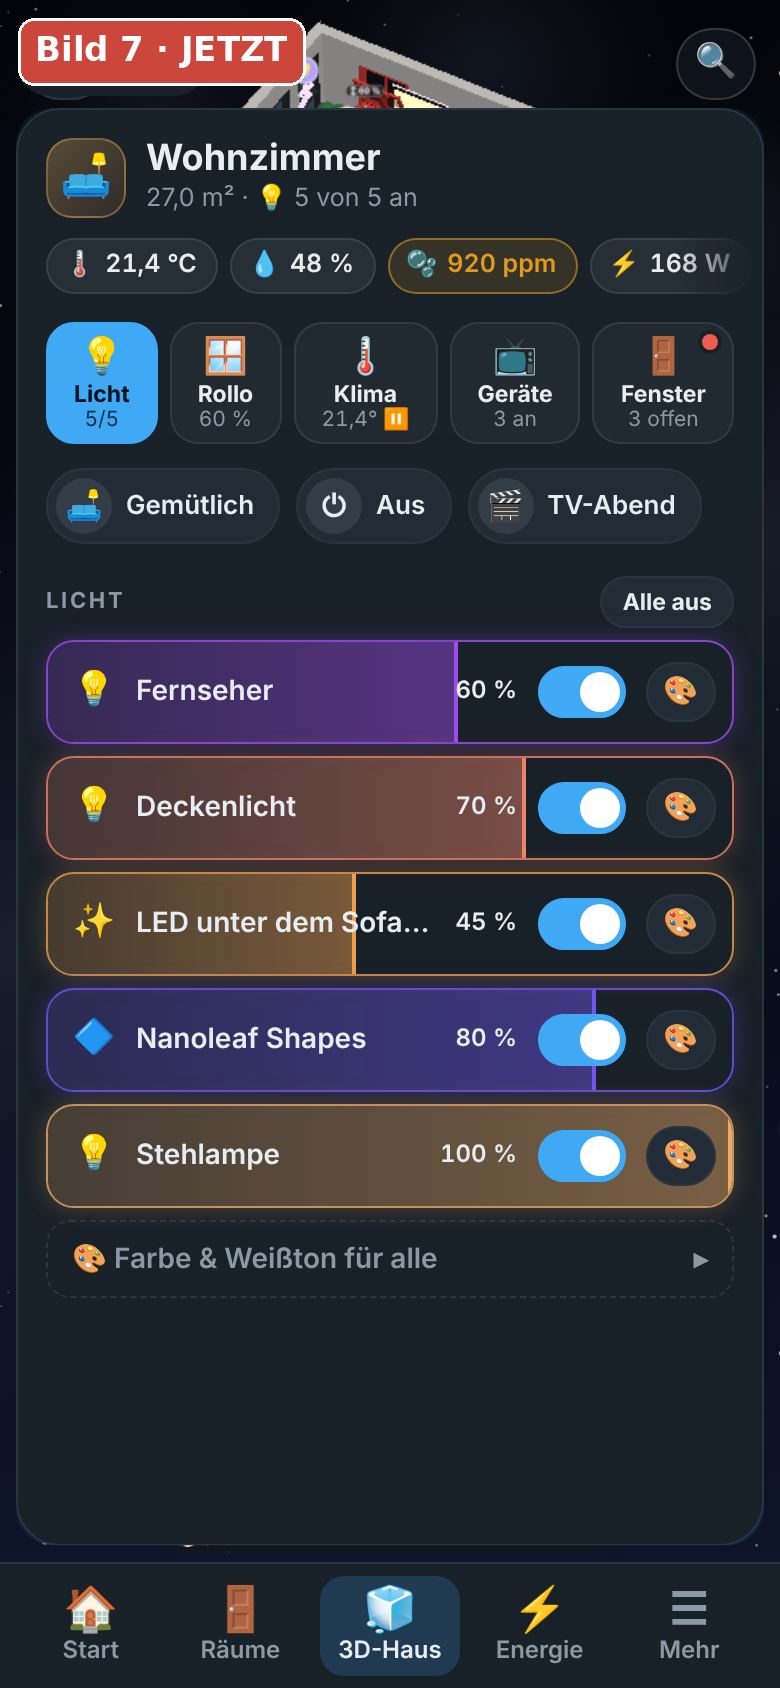 Bild 7 · JETZT
Wohnzimmer
27,0 m² · 5 von 5 an
21,4 °C
48 %
920 ppm
168 W
Licht
5/5
Rollo
60 %
Klima
21,4°
Geräte
3 an
Fenster
3 offen
Gemütlich
Aus
TV-Abend
LICHT
Alle aus
Fernseher
60 %
Deckenlicht
70 %
LED unter dem Sofa...
45 %
Nanoleaf Shapes
80 %
Stehlampe
100 %
Farbe & Weißton für alle
Start
Räume
3D-Haus
Energie
Mehr